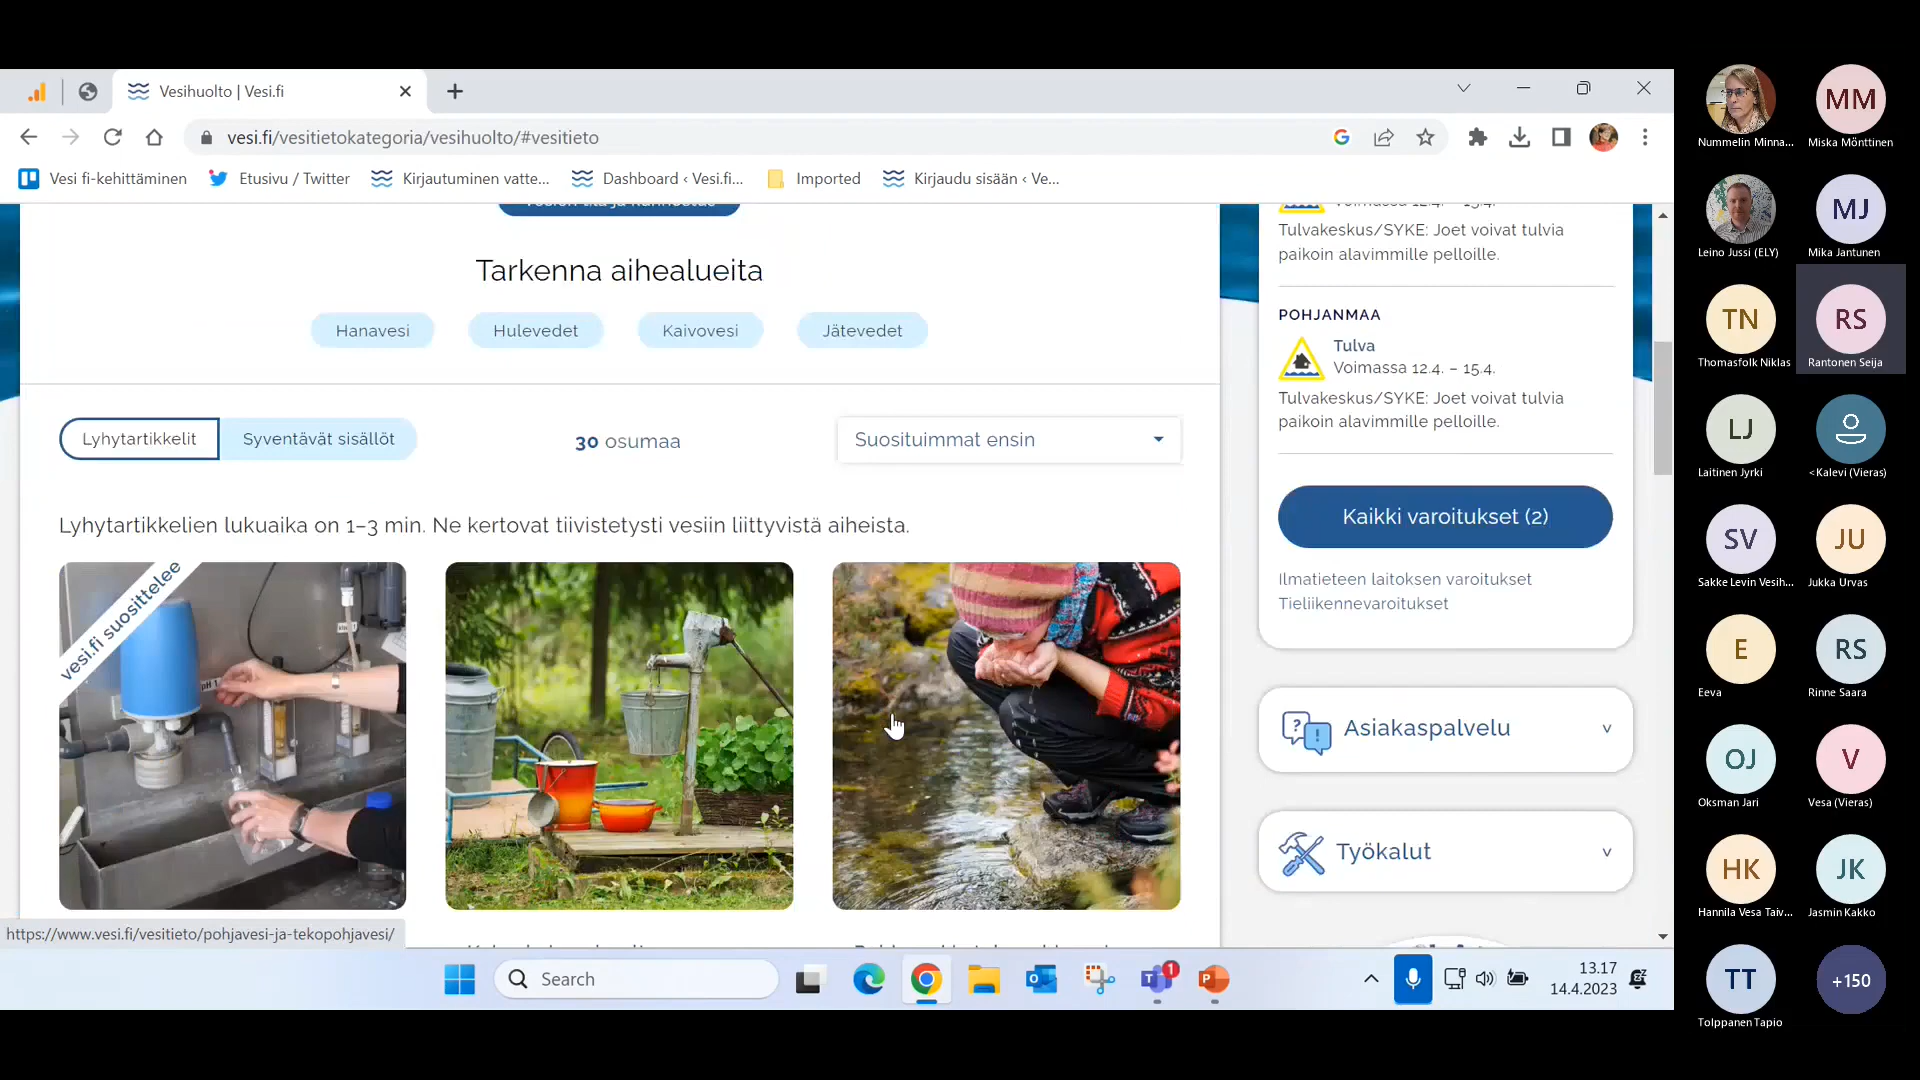 Vesihuolto | Vesi.fi
vesi.fi/vesitietokategoria/vesihuolto/#vesitieto
Vesi fi-kehittäminen
Etusivu / Twitter
Kirjautuminen vatte...
Dashboard ‹ Vesi.fi...
Imported
Kirjaudu sisään ‹ Ve...
Tarkenna aihealueita
Hanavesi
Hulevedet
Kaivovesi
Jätevedet
Lyhytartikkelit
Syventävät sisällöt
30 osumaa
Suosituimmat ensin
Lyhytartikkelien lukuaika on 1–3 min. Ne kertovat tiivistetysti vesiin liittyvistä aiheista.
vesi.fi suosittelee
https://www.vesi.fi/vesitieto/pohjavesi-ja-tekopohjavesi/
Tulvakeskus/SYKE: Joet voivat tulvia
paikoin alavimmille pelloille.
POHJANMAA
Tulva
Voimassa 12.4. – 15.4.
Tulvakeskus/SYKE: Joet voivat tulvia
paikoin alavimmille pelloille.
Kaikki varoitukset (2)
Ilmatieteen laitoksen varoitukset
Tieliikennevaroitukset
Asiakaspalvelu
Työkalut
Search
1
13.17
14.4.2023
Nummelin Minna...
MM
Miska Mönttinen
Leino Jussi (ELY)
MJ
Mika Jantunen
TN
Thomasfolk Niklas
RS
Rantonen Seija
LJ
Laitinen Jyrki
<Kalevi (Vieras)
SV
Sakke Levin Vesih...
JU
Jukka Urvas
E
Eeva
RS
Rinne Saara
OJ
Oksman Jari
V
Vesa (Vieras)
HK
Hannila Vesa Taiv...
JK
Jasmin Kakko
TT
Tolppanen Tapio
+150